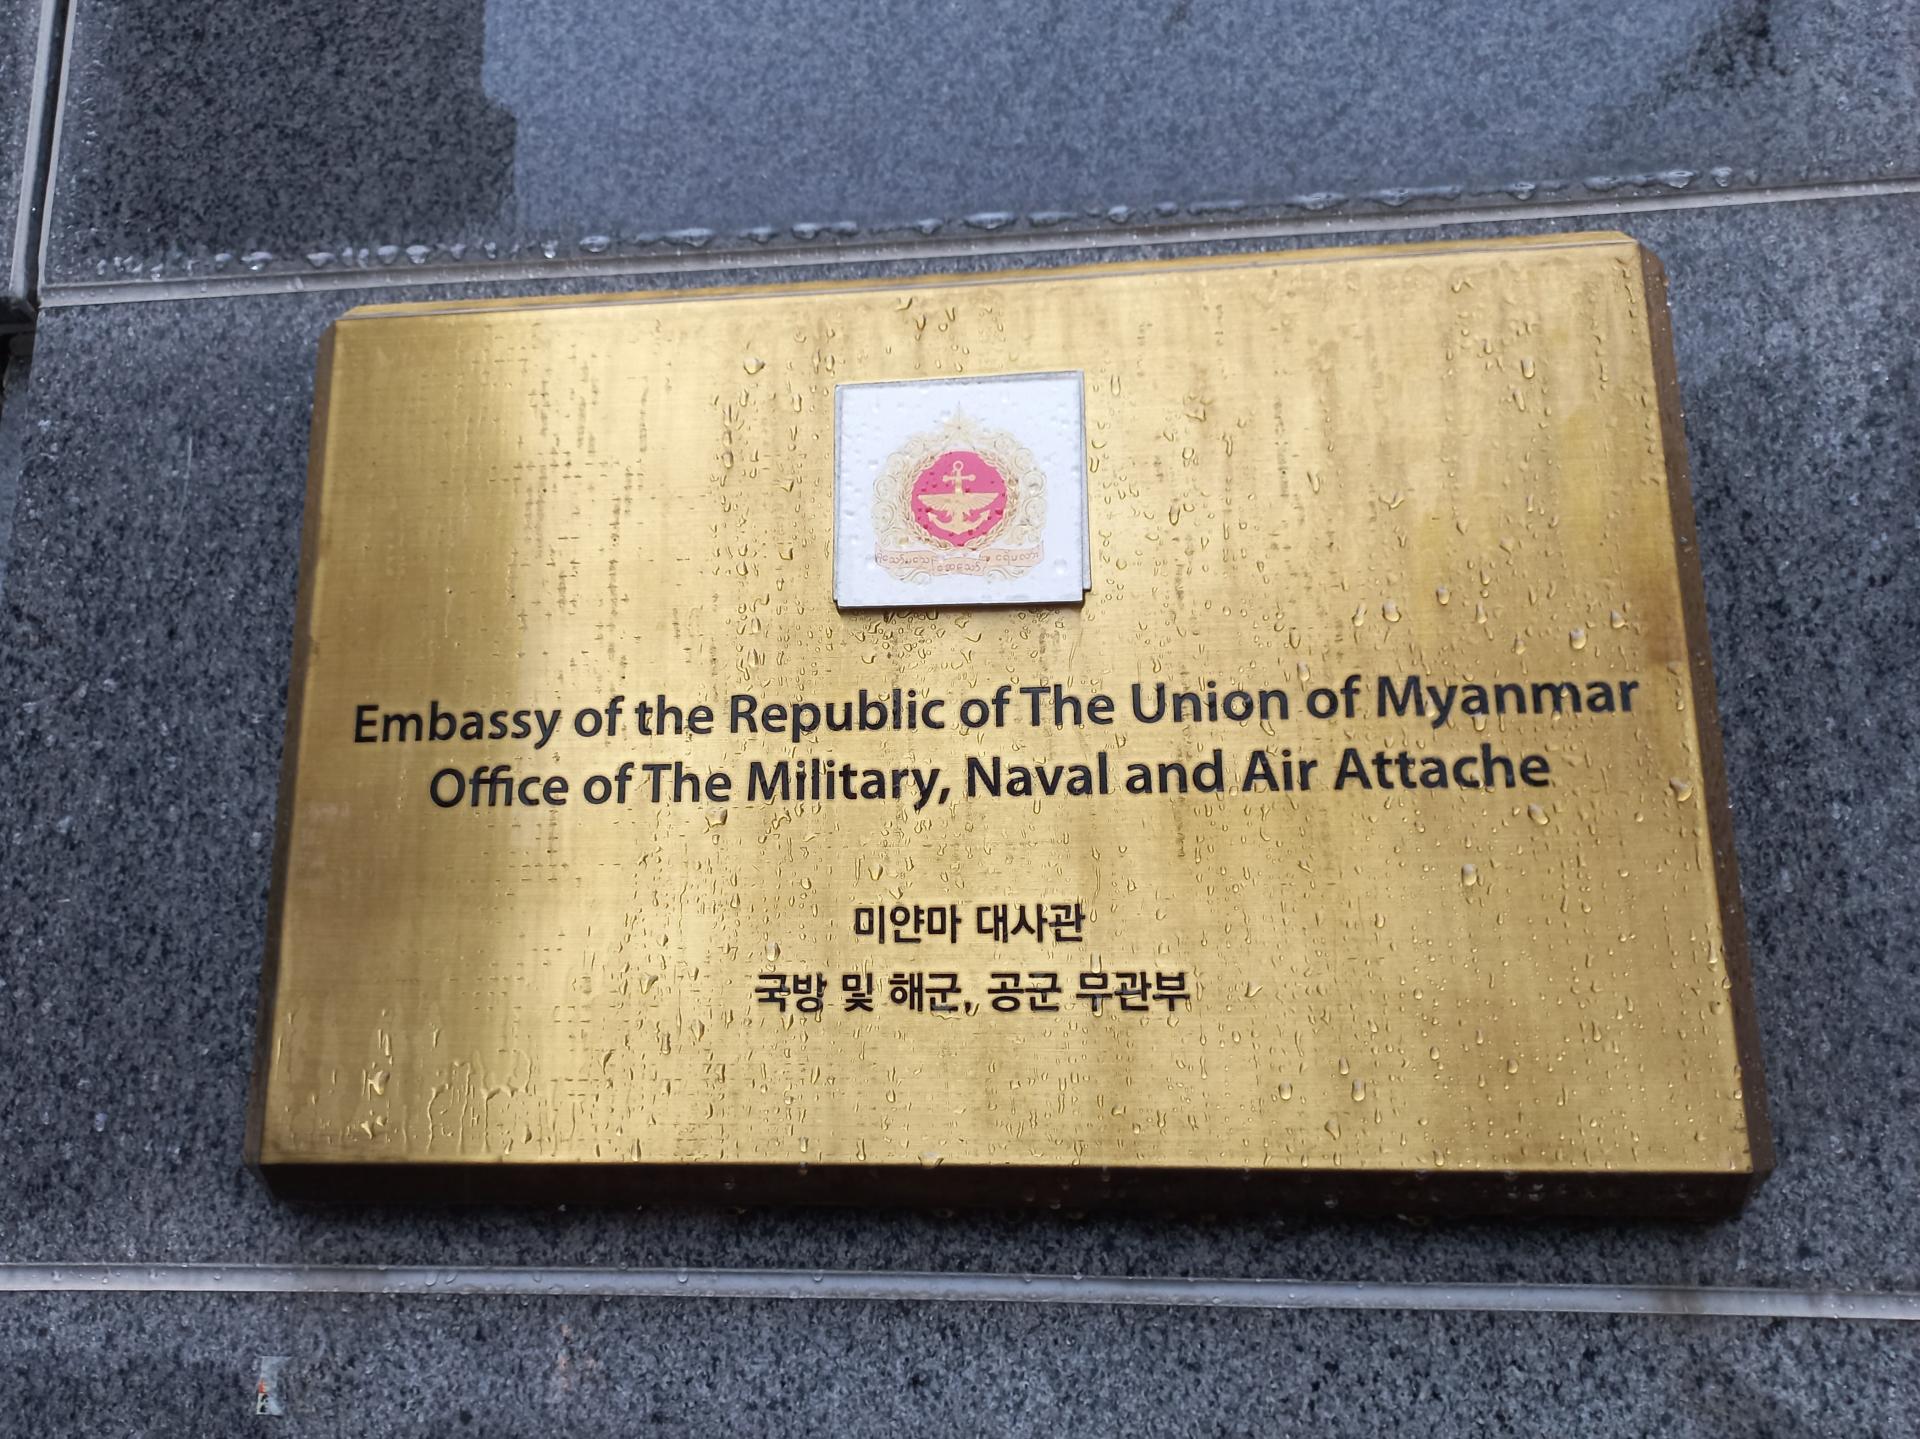 Embassy of the Republic of The Union of Myanmar
Office of The Military, Naval and Air Attache
미얀마 대사관
국방 및 해군, 공군 무관부